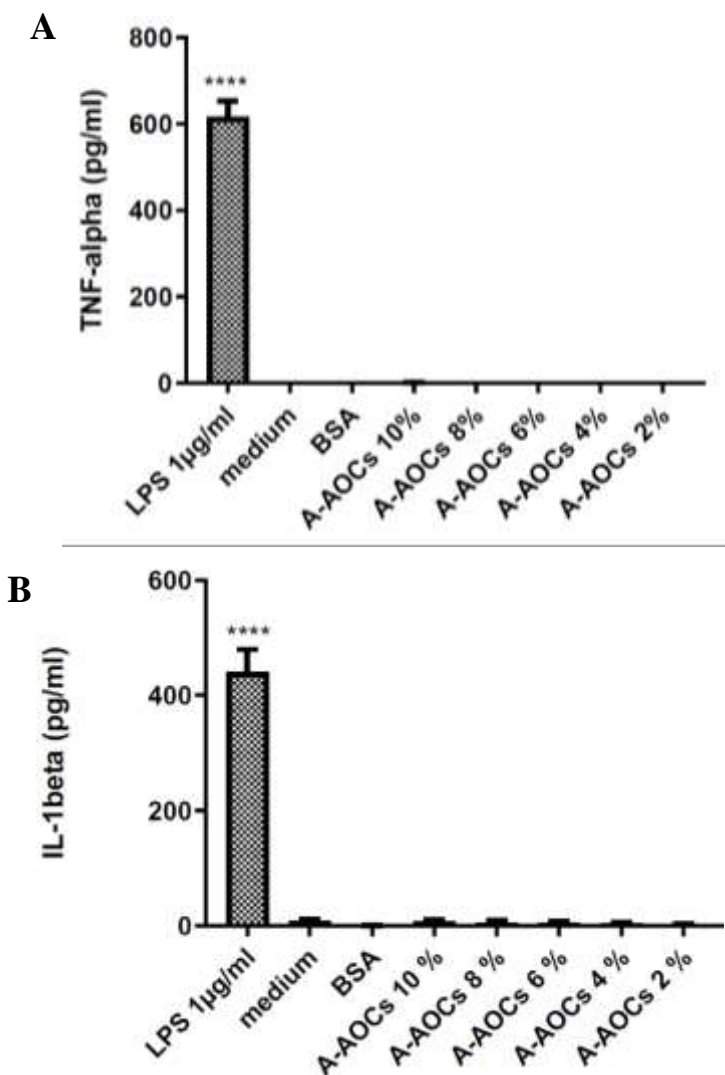 A
800
600
400
200
0
TNF-alpha (pg/ml)
****
LPS 1µg/ml
medium
BSA
A-AOCs 10%
A-AOCs 8%
A-AOCs 6%
A-AOCs 4%
A-AOCs 2%
B
600
400
200
0
IL-1beta (pg/ml)
****
LPS 1µg/ml
medium
BSA
A-AOCs 10 %
A-AOCs 8 %
A-AOCs 6 %
A-AOCs 4 %
A-AOCs 2 %